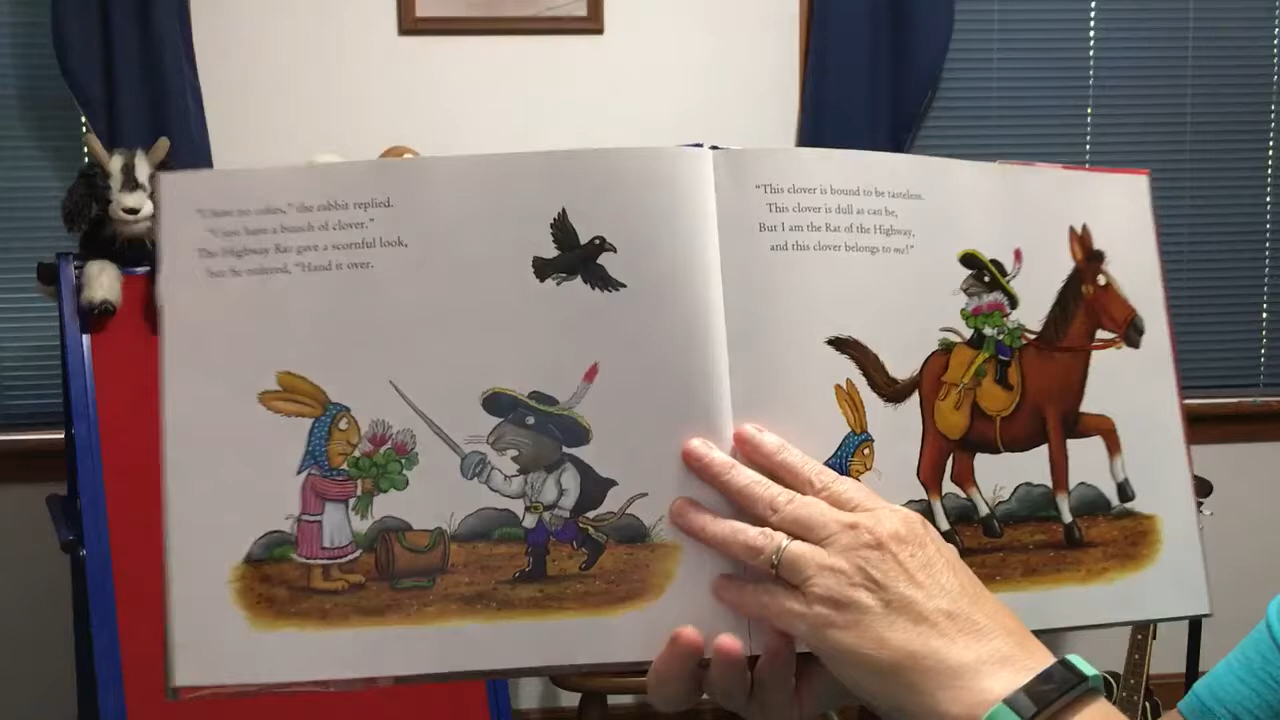 "I have no cakes," the rabbit replied.
"I just have a bunch of clover."
The Highway Rat gave a scornful look,
But he ordered, "Hand it over.
"This clover is bound to be tasteless.
This clover is dull as can be,
But I am the Rat of the Highway,
and this clover belongs to me!"